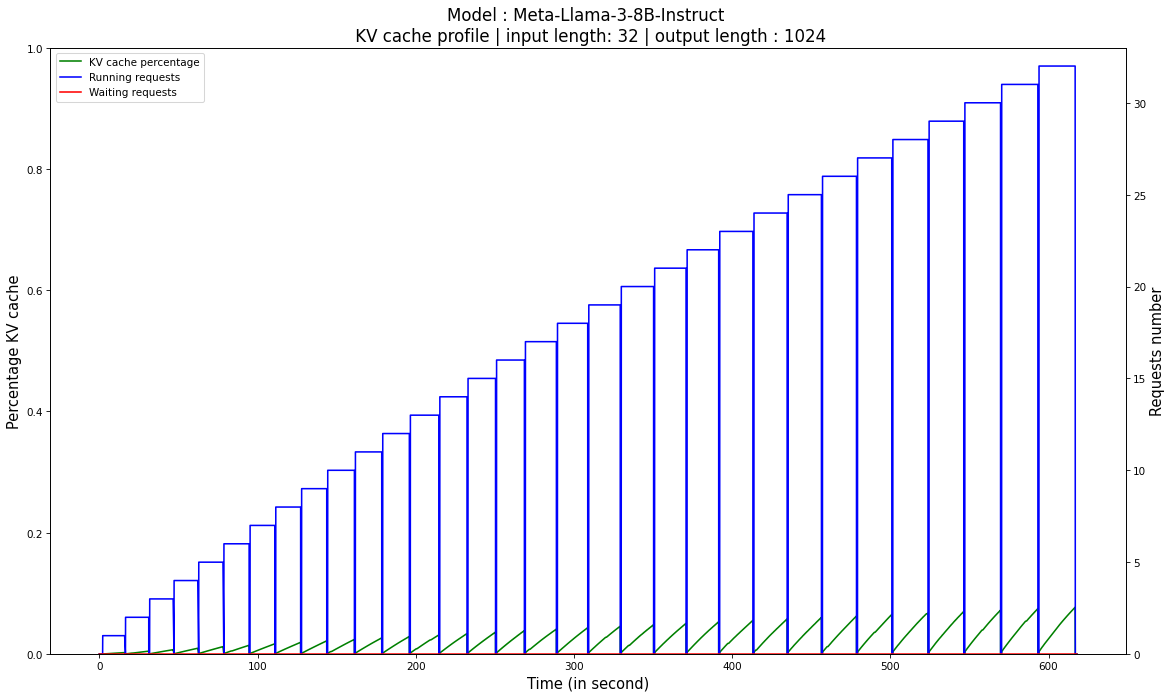 Model : Meta-Llama-3-8B-Instruct
KV cache profile | input length: 32 | output length : 1024
KV cache percentage
Running requests
Waiting requests
Percentage KV cache
1.0
0.8
0.6
0.4
0.2
0.0
0
100
200
300
400
500
600
Time (in second)
30
25
20
15
10
5
0
Requests number